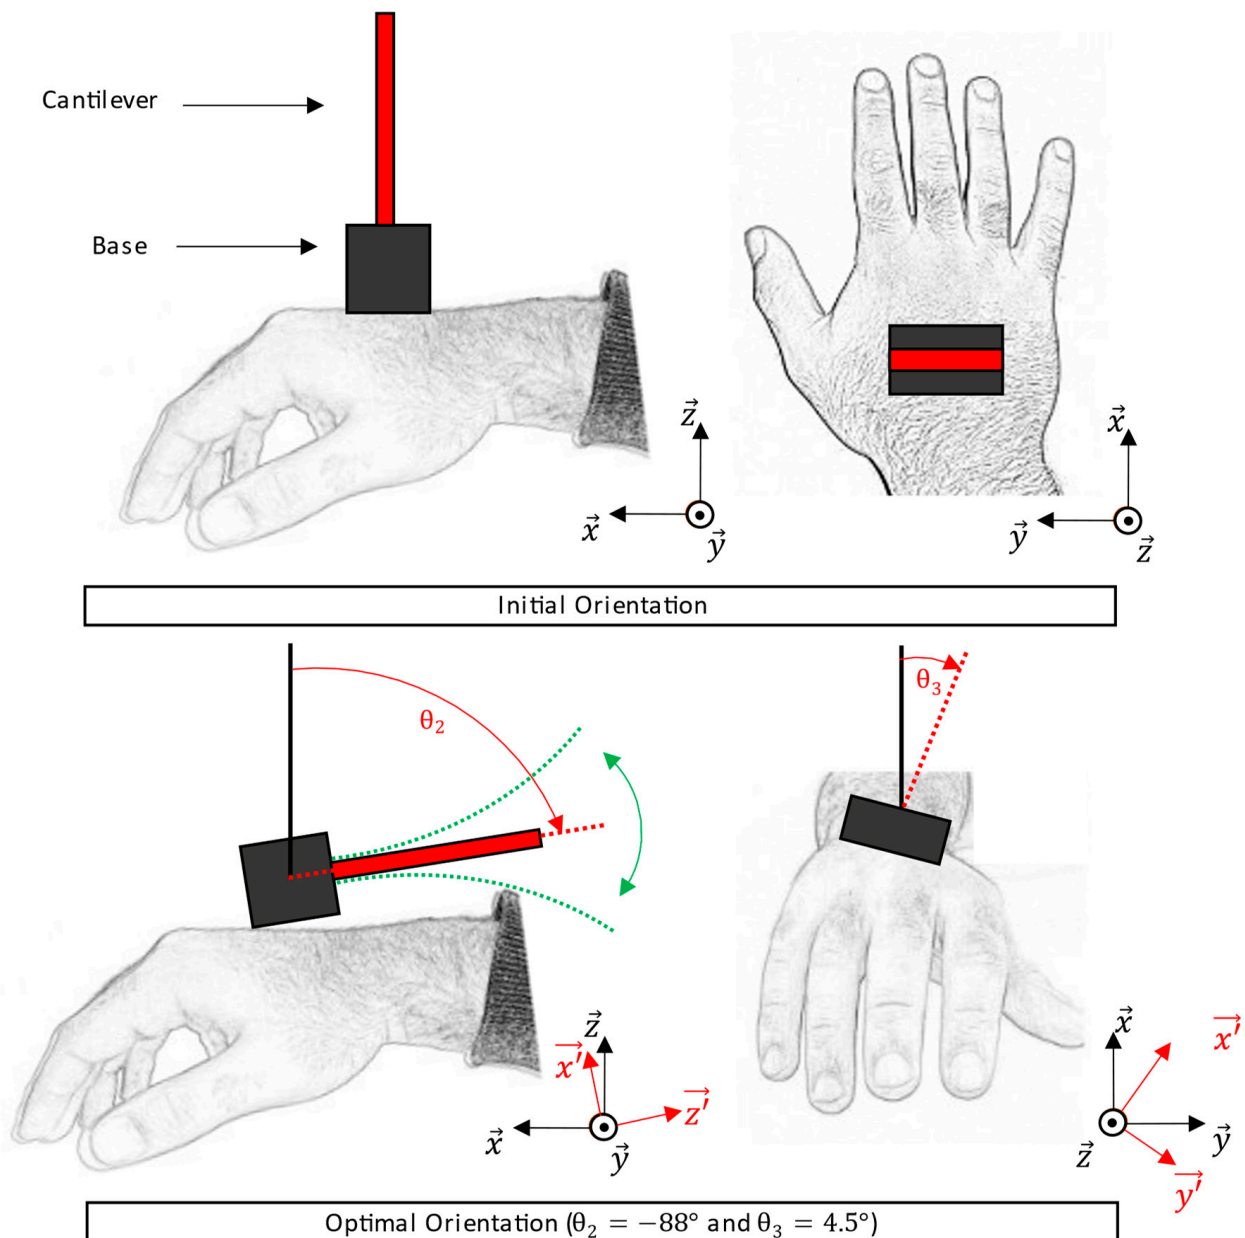 Cantilever
Base
z⃗
x⃗
y⃗
x⃗
y⃗
z⃗
Initial Orientation
θ₂
θ₃
z⃗
x'⃗
z'⃗
x⃗
y⃗
x⃗
x'⃗
z⃗
y⃗
y'⃗
Optimal Orientation (θ₂ = −88° and θ₃ = 4.5°)